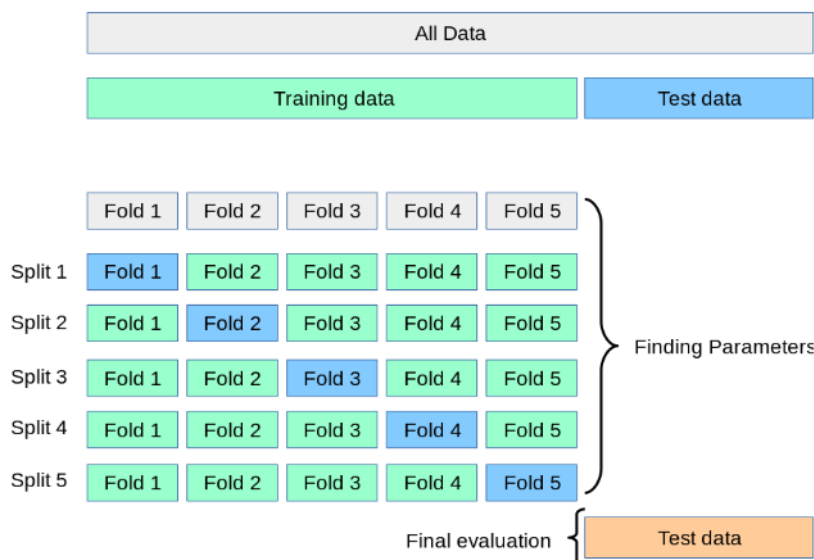 All Data
Training data Test data
Fold 1 Fold 2 Fold 3 Fold 4 Fold 5
Split 1 Fold 1 Fold 2 Fold 3 Fold 4 Fold 5
Split 2 Fold 1 Fold 2 Fold 3 Fold 4 Fold 5
Finding Parameters
Split 3 Fold 1 Fold 2 Fold 3 Fold 4 Fold 5
Split 4 Fold 1 Fold 2 Fold 3 Fold 4 Fold 5
Split 5 Fold 1 Fold 2 Fold 3 Fold 4 Fold 5
Final evaluation Test data